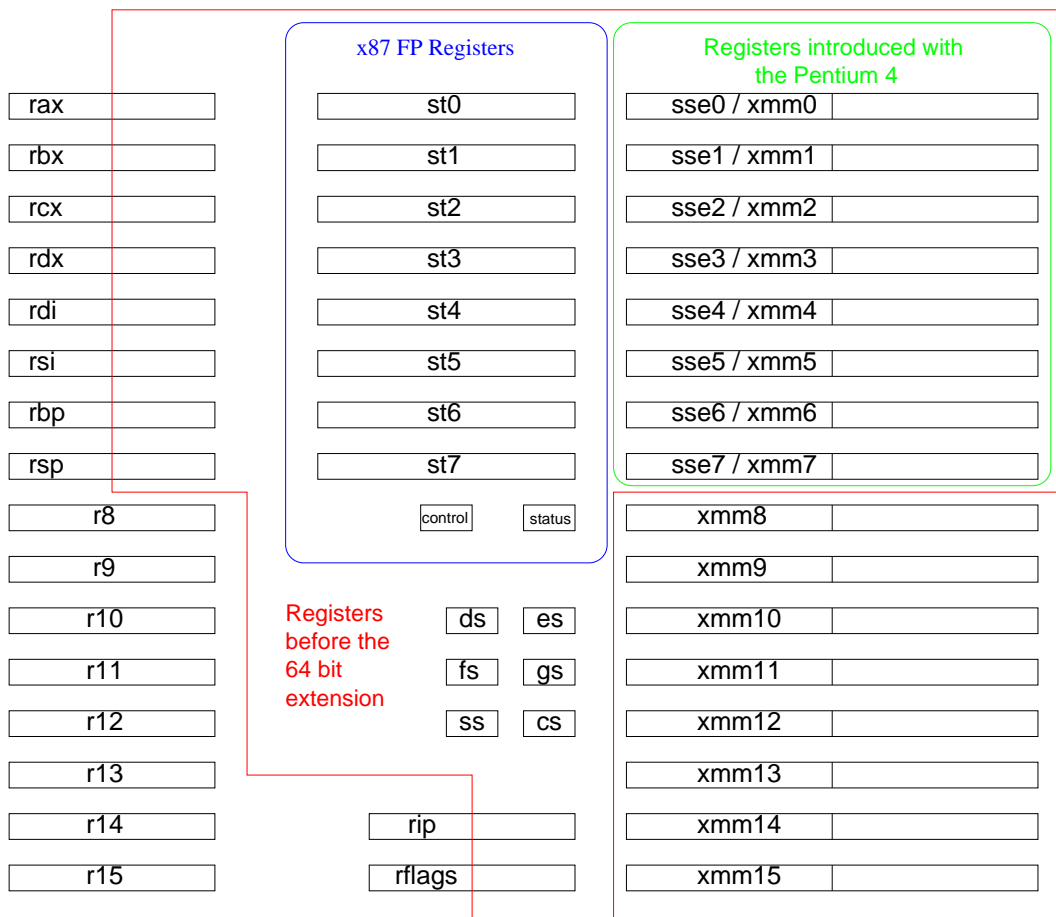 x87 FP Registers
Registers introduced with
the Pentium 4
rax st0 sse0 / xmm0
rbx st1 sse1 / xmm1
rcx st2 sse2 / xmm2
rdx st3 sse3 / xmm3
rdi st4 sse4 / xmm4
rsi st5 sse5 / xmm5
rbp st6 sse6 / xmm6
rsp st7 sse7 / xmm7
r8 control status xmm8
r9 xmm9
r10 ds es xmm10
Registers
before the
64 bit
extension
r11 fs gs xmm11
r12 ss cs xmm12
r13 xmm13
r14 rip xmm14
r15 rflags xmm15